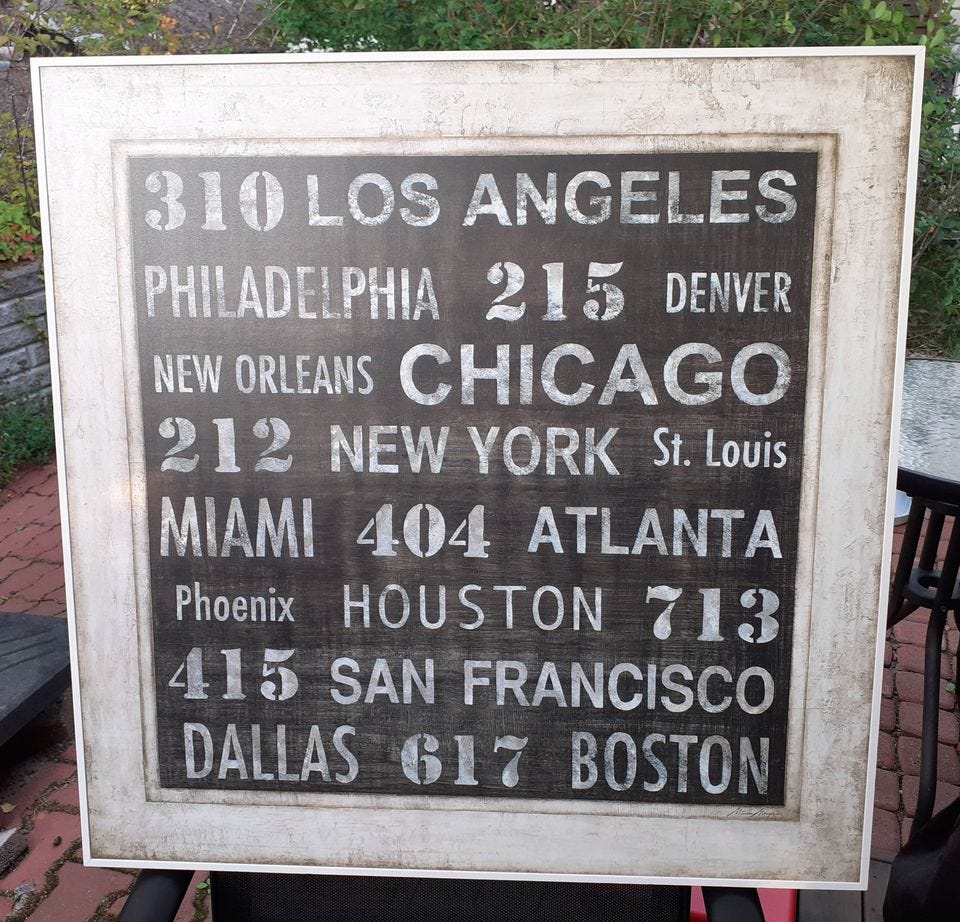 310 LOS ANGELES
PHILADELPHIA 215 DENVER
NEW ORLEANS CHICAGO
212 NEW YORK St. Louis
MIAMI 404 ATLANTA
Phoenix HOUSTON 713
415 SAN FRANCISCO
DALLAS 617 BOSTON